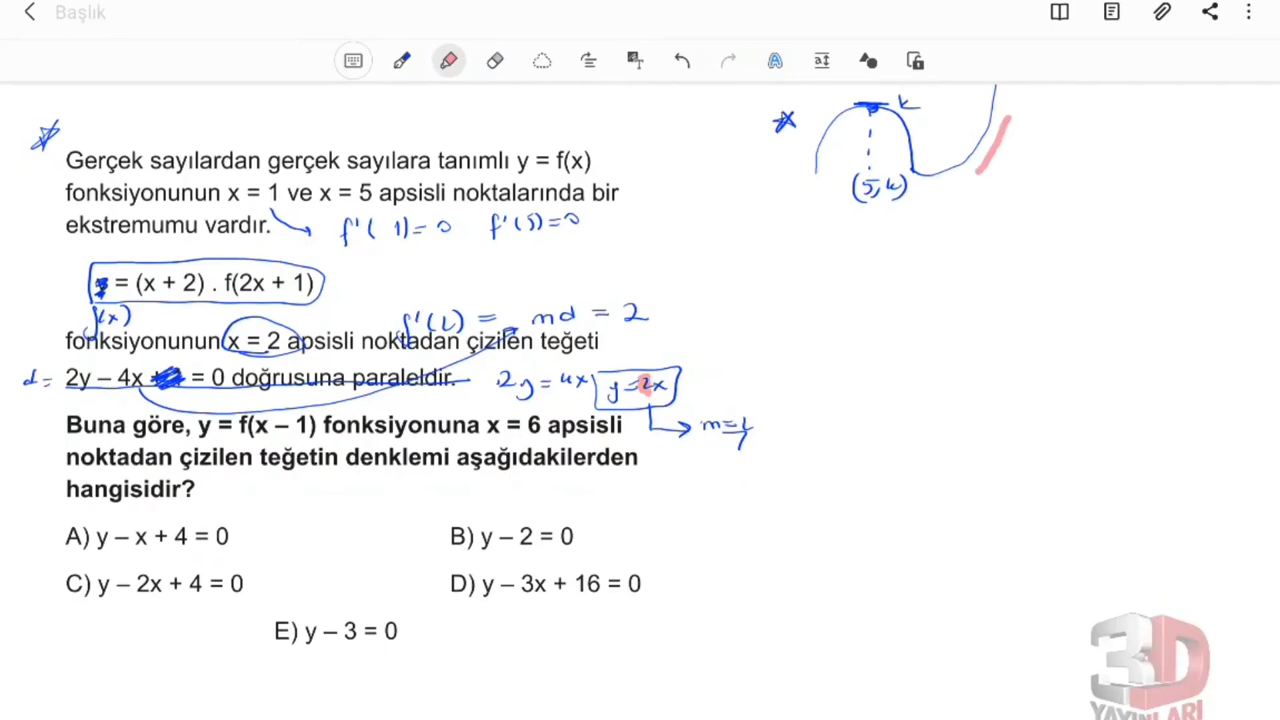 Başlık
k
(5,k)
Gerçek sayılardan gerçek sayılara tanımlı y = f(x)
fonksiyonunun x = 1 ve x = 5 apsisli noktalarında bir
ekstremumu vardır. f'( 1)= 0 f'(5)=0
= (x + 2) . f(2x + 1)
(x)
= md = 2
fonksiyonunun x = 2 apsisli noktadan çizilen teğeti
d= 2y – 4x = 0 doğrusuna paraleldir. 2y = 4x y = 2x
Buna göre, y = f(x – 1) fonksiyonuna x = 6 apsisli
noktadan çizilen teğetin denklemi aşağıdakilerden
hangisidir?
A) y – x + 4 = 0 B) y – 2 = 0
C) y – 2x + 4 = 0 D) y – 3x + 16 = 0
E) y – 3 = 0
3D
YAYINLARI